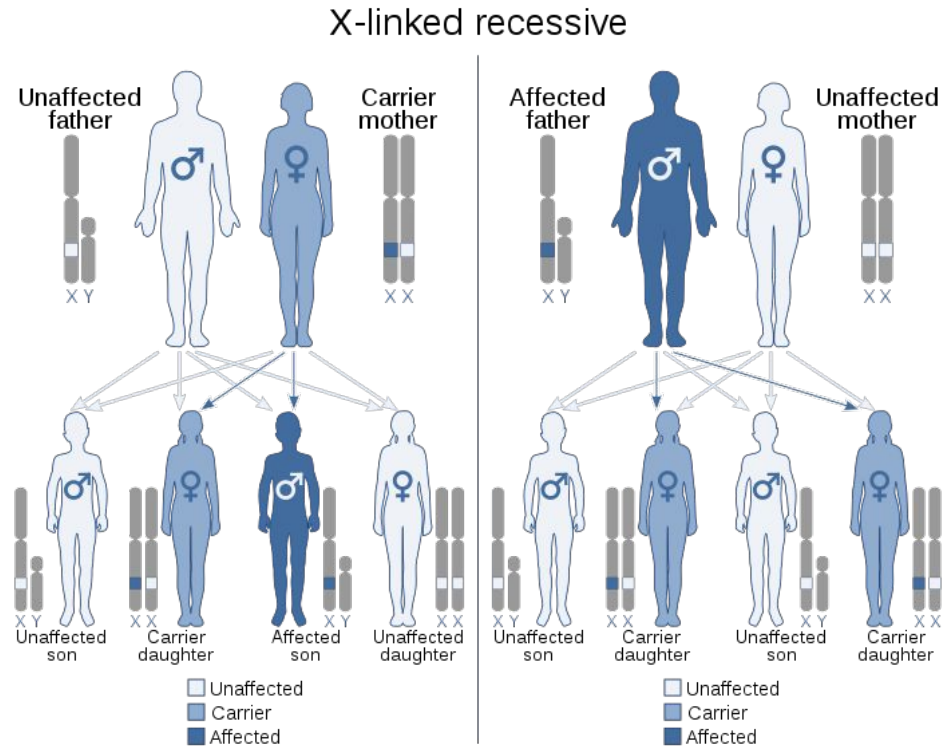 X-linked recessive
Unaffected
father
Carrier
mother
X Y
X X
Unaffected
son
Carrier
daughter
Affected
son
Unaffected
daughter
X Y
X X
X Y
X X
Unaffected
Carrier
Affected
Affected
father
Unaffected
mother
X Y
X X
Unaffected
son
Carrier
daughter
Unaffected
son
Carrier
daughter
X Y
X X
X Y
X X
Unaffected
Carrier
Affected